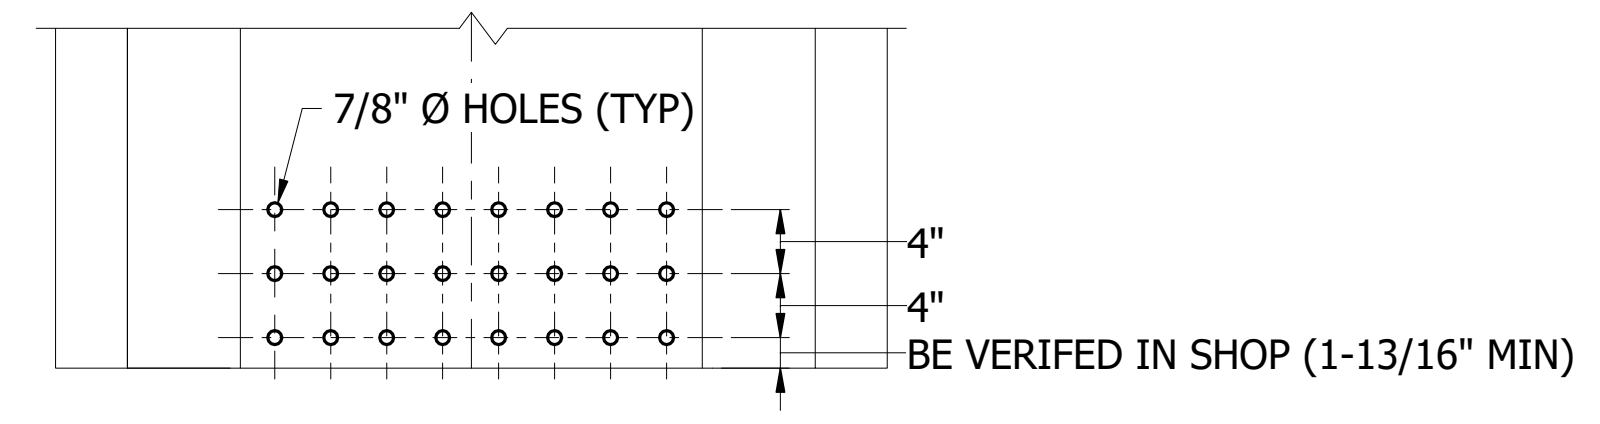 7/8" Ø HOLES (TYP)
4"
4"
BE VERIFED IN SHOP (1-13/16" MIN)